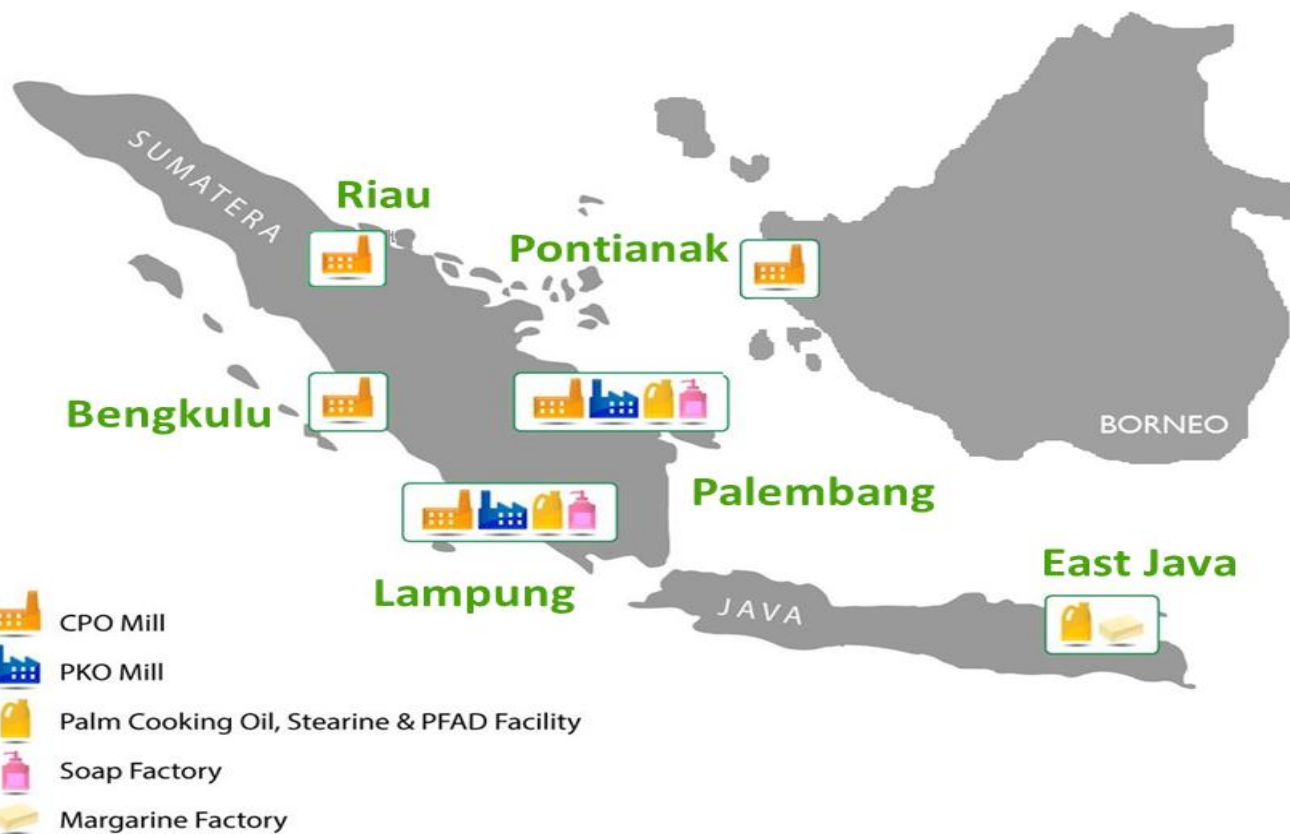 SUMATERA
Riau
Pontianak
Bengkulu
BORNEO
Palembang
Lampung
East Java
JAVA
CPO Mill
PKO Mill
Palm Cooking Oil, Stearine & PFAD Facility
Soap Factory
Margarine Factory